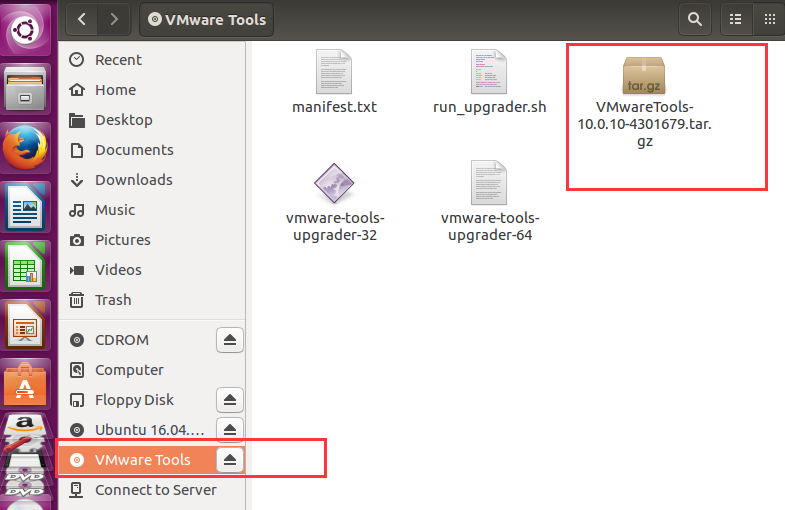 VMware Tools
Recent
Home
Desktop
Documents
Downloads
Music
Pictures
Videos
Trash
CDROM
Computer
Floppy Disk
Ubuntu 16.04....
VMware Tools
Connect to Server
manifest.txt
run_upgrader.sh
tar.gz
VMwareTools-
10.0.10-4301679.tar.
gz
vmware-tools-
upgrader-32
vmware-tools-
upgrader-64
A
a
DVD
DVD